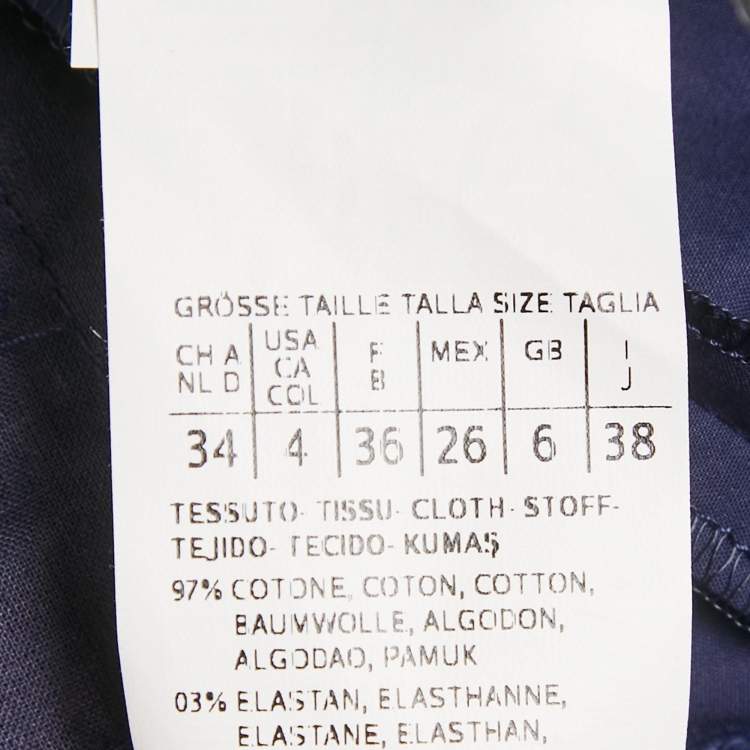 GRÖSSE TAILLE TALLA SIZE TAGLIA
CH A NL D | USA CA COL | F B | MEX | GB | I J
34 | 4 | 36 | 26 | 6 | 38
TESSUTO- TISSU- CLOTH- STOFF-
TEJIDO- TECIDO- KUMAŞ
97% COTONE, COTON, COTTON,
BAUMWOLLE, ALGODON,
ALGODAO, PAMUK
03% ELASTAN, ELASTHANNE,
ELASTANE, ELASTHAN,